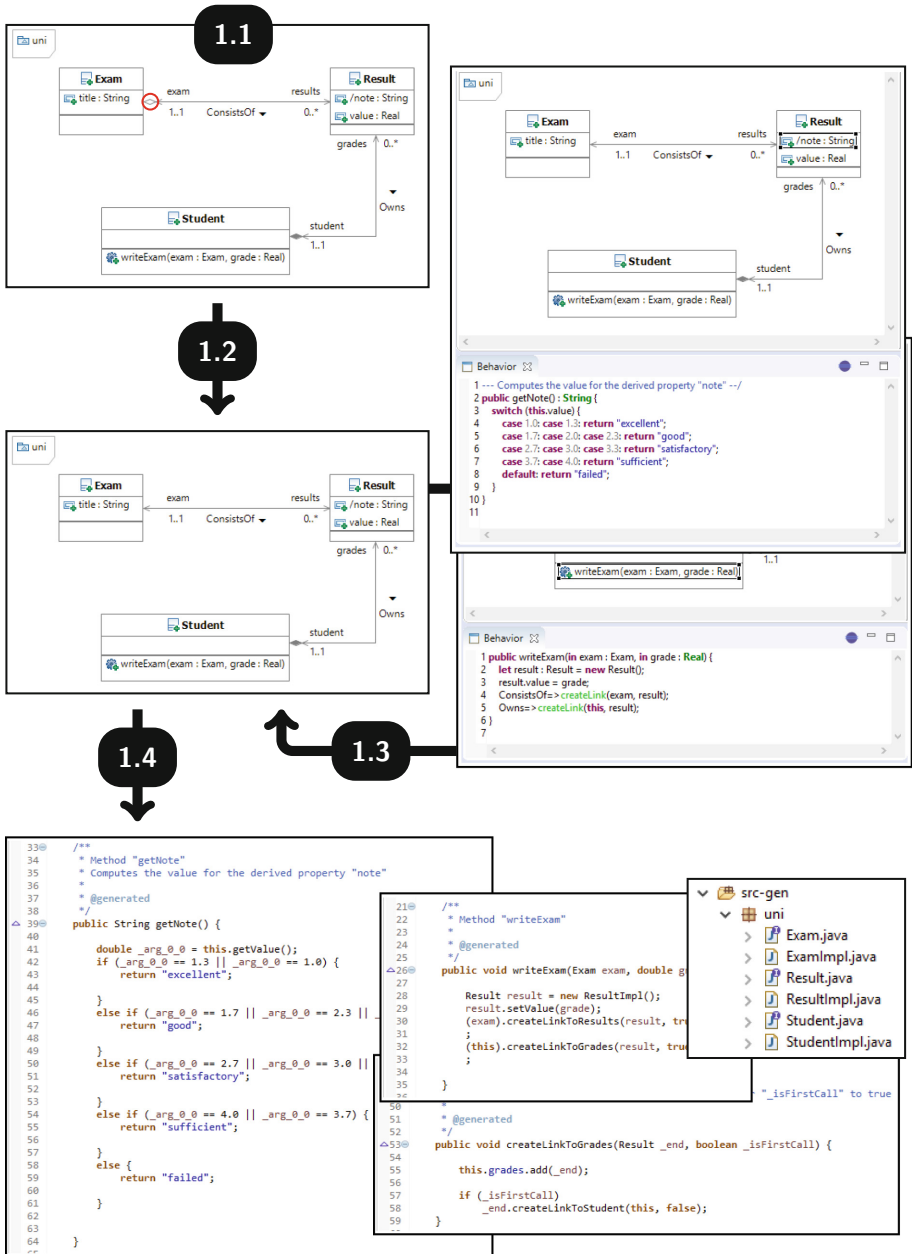 1.1
uni
Exam
title : String
exam
1..1
ConsistsOf
results
0..*
Result
/note : String
value : Real
grades
0..*
Owns
Student
writeExam(exam : Exam, grade : Real)
student
1..1
uni
Exam
title : String
exam
1..1
ConsistsOf
results
0..*
Result
/note : String
value : Real
grades
0..*
Owns
Student
writeExam(exam : Exam, grade : Real)
student
1..1
Behavior
1 --- Computes the value for the derived property "note" --/
2 public getNote() : String {
3 switch (this.value) {
4 case 1.0: case 1.3: return "excellent";
5 case 1.7: case 2.0: case 2.3: return "good";
6 case 2.7: case 3.0: case 3.3: return "satisfactory";
7 case 3.7: case 4.0: return "sufficient";
8 default: return "failed";
9 }
10 }
11
1.2
uni
Exam
title : String
exam
1..1
ConsistsOf
results
0..*
Result
/note : String
value : Real
grades
0..*
Owns
Student
writeExam(exam : Exam, grade : Real)
student
1..1
1..1
writeExam(exam : Exam, grade : Real)
Behavior
1 public writeExam(in exam : Exam, in grade : Real) {
2 let result : Result = new Result();
3 result.value = grade;
4 ConsistsOf=>createLink(exam, result);
5 Owns=>createLink(this, result);
6 }
7
1.3
1.4
33 /**
34 * Method "getNote"
35 * Computes the value for the derived property "note"
36 *
37 * @generated
38 */
39 public String getNote() {
40
41 double _arg_0_0 = this.getValue();
42 if (_arg_0_0 == 1.3 || _arg_0_0 == 1.0) {
43 return "excellent";
44
45 }
46 else if (_arg_0_0 == 1.7 || _arg_0_0 == 2.3 || _
47 return "good";
48
49 }
50 else if (_arg_0_0 == 2.7 || _arg_0_0 == 3.0 ||
51 return "satisfactory";
52
53 }
54 else if (_arg_0_0 == 4.0 || _arg_0_0 == 3.7) {
55 return "sufficient";
56
57 }
58 else {
59 return "failed";
60
61 }
62
63
64 }
21 /**
22 * Method "writeExam"
23 *
24 * @generated
25 */
26 public void writeExam(Exam exam, double
27
28 Result result = new ResultImpl();
29 result.setValue(grade);
30 (exam).createLinkToResults(result,
31 ;
32 (this).createLinkToGrades(result,
33 ;
34
35 }
src-gen
uni
Exam.java
ExamImpl.java
Result.java
ResultImpl.java
Student.java
StudentImpl.java
"_isFirstCall" to true
50 *
51 * @generated
52 */
53 public void createLinkToGrades(Result _end, boolean _isFirstCall) {
54
55 this.grades.add(_end);
56
57 if (_isFirstCall)
58 _end.createLinkToStudent(this, false);
59 }